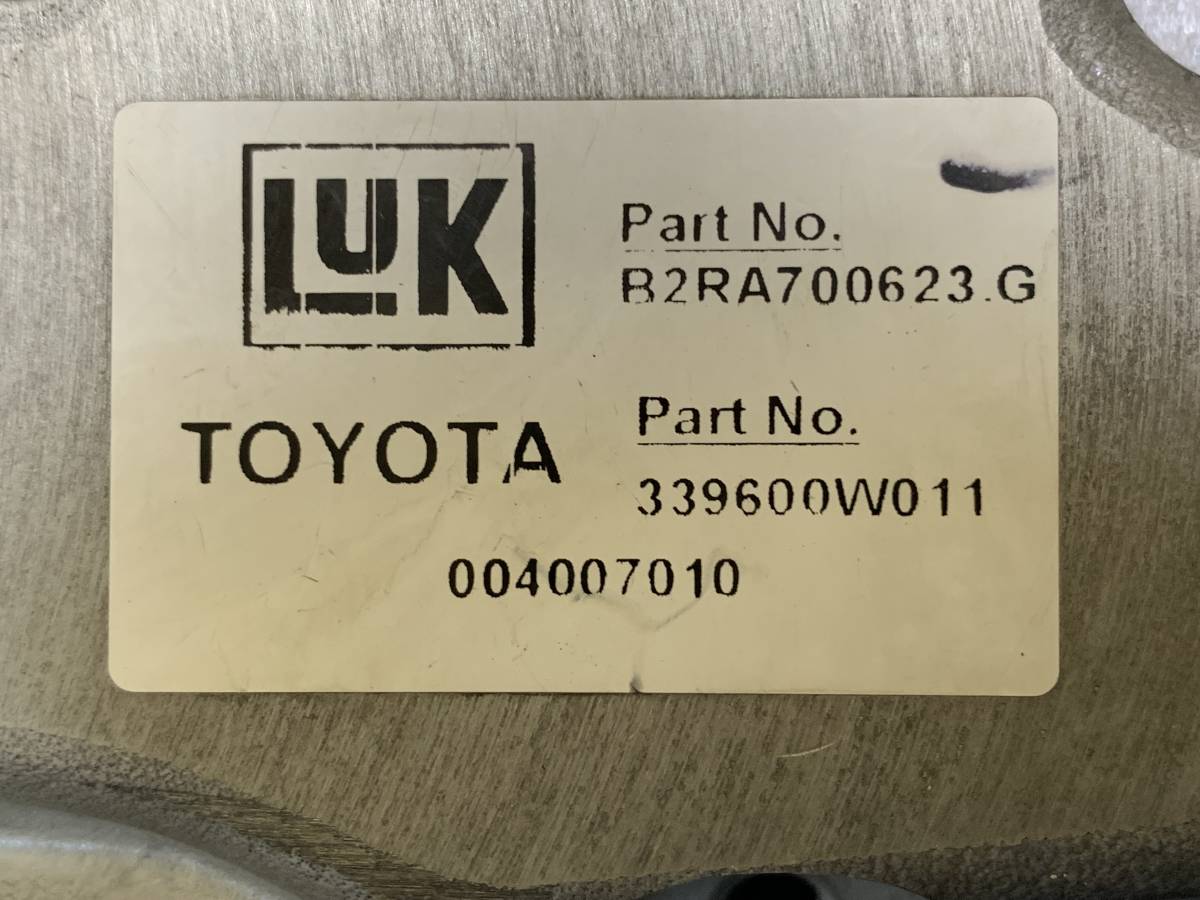 LUK
Part No.
B2RA700623.G
TOYOTA
Part No.
339600W011
004007010